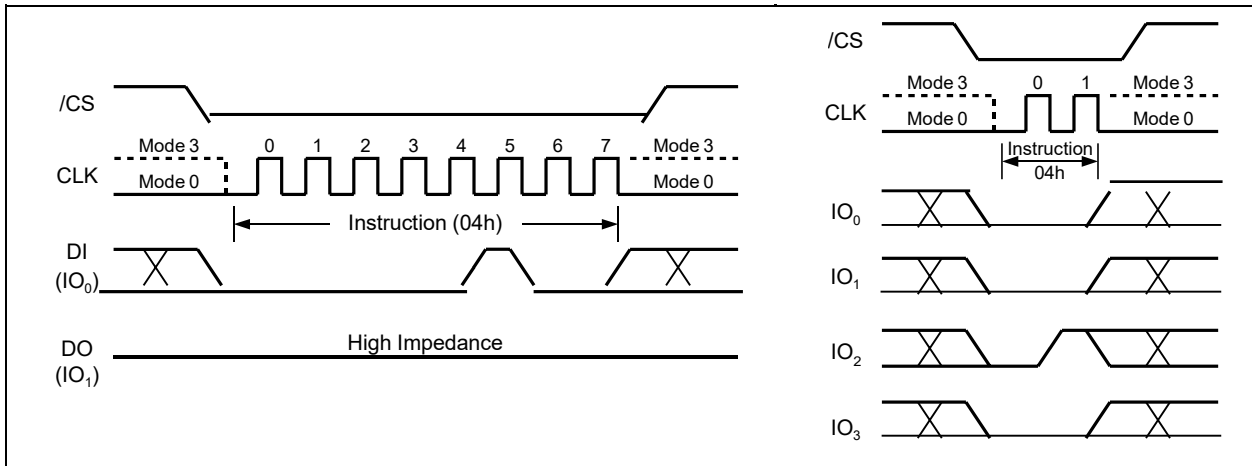 /CS
Mode 3 0 1 2 3 4 5 6 7 Mode 3
CLK
Mode 0 Mode 0
Instruction (04h)
DI
(IO0)
High Impedance
DO
(IO1)
/CS
Mode 3 0 1 Mode 3
CLK
Mode 0 Mode 0
Instruction
04h
IO0
IO1
IO2
IO3